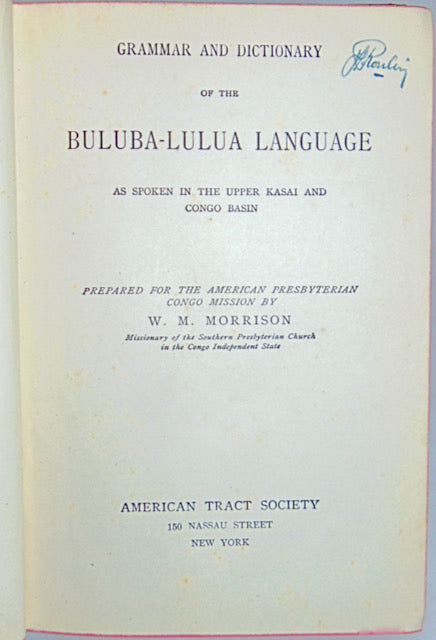 GRAMMAR AND DICTIONARY
OF THE
BULUBA-LULUA LANGUAGE
AS SPOKEN IN THE UPPER KASAI AND
CONGO BASIN
PREPARED FOR THE AMERICAN PRESBYTERIAN
CONGO MISSION BY
W. M. MORRISON
Missionary of the Southern Presbyterian Church
in the Congo Independent State
AMERICAN TRACT SOCIETY
150 NASSAU STREET
NEW YORK